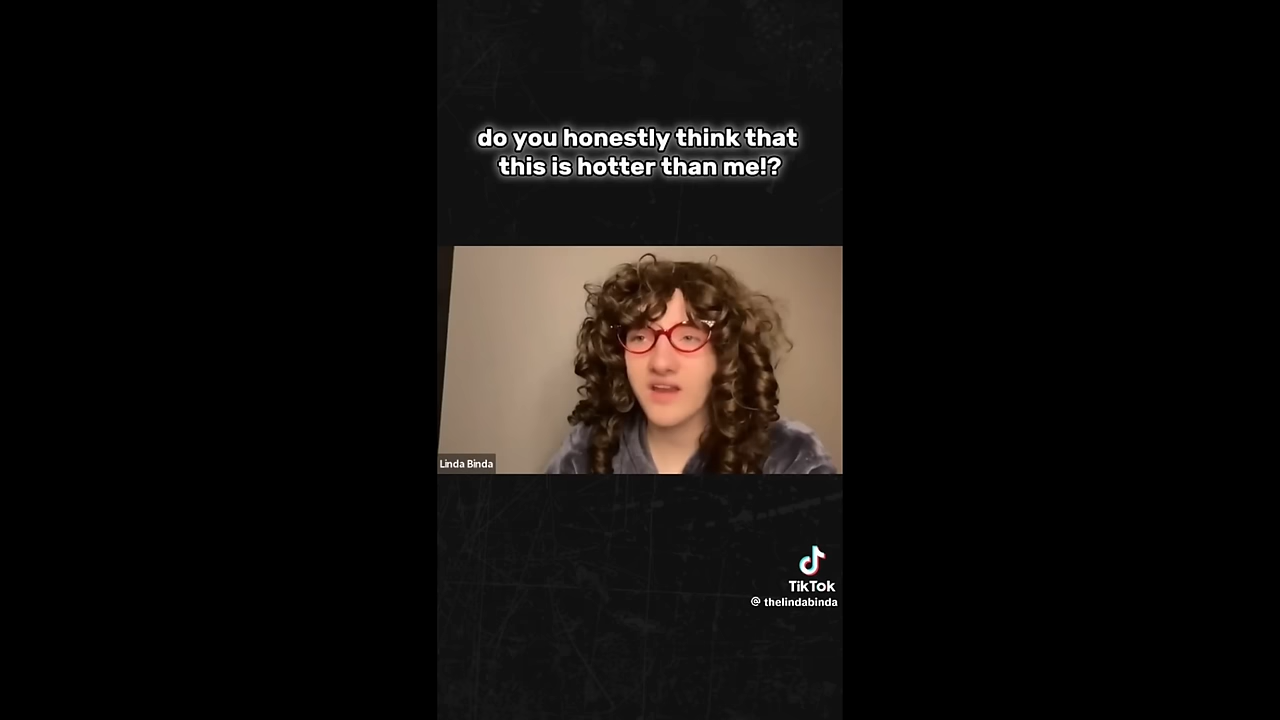 do you honestly think that
this is hotter than me!?
Linda Binda
TikTok
@ thelindabinda